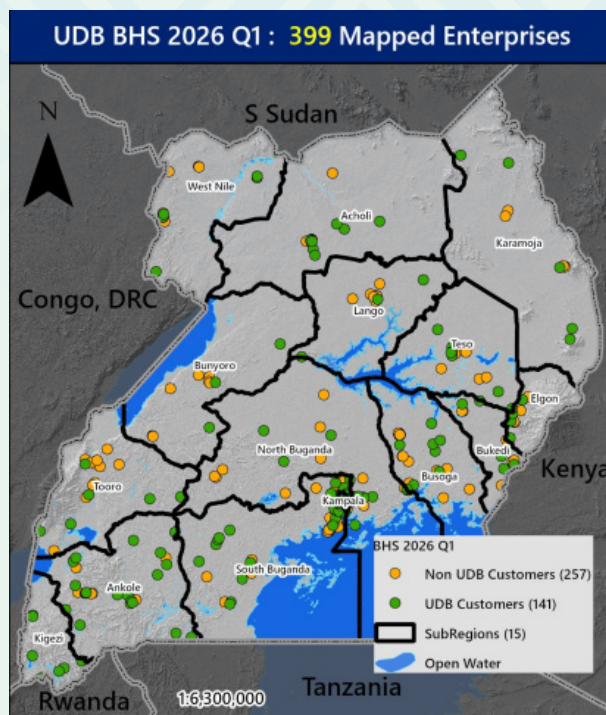 UDB BHS 2026 Q1 : 399 Mapped Enterprises
N
S Sudan
West Nile
Acholi
Karamoja
Congo, DRC
Lango
Bunyoro
Teso
Elgon
North Buganda
Bukedi
Busoga
Kenya
Tooro
Kampala
South Buganda
Ankole
Kigezi
BHS 2026 Q1
Non UDB Customers (257)
UDB Customers (141)
SubRegions (15)
Open Water
Rwanda
1:6,300,000
Tanzania